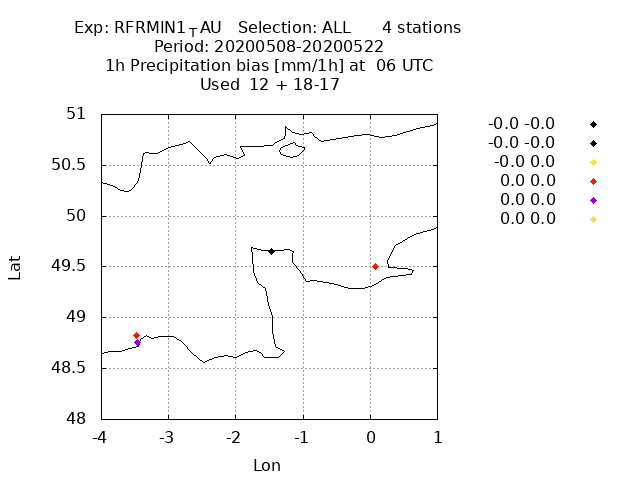 Exp: RFRMIN1TAU   Selection: ALL      4 stations
Period: 20200508-20200522
1h Precipitation bias [mm/1h] at  06 UTC
Used  12 + 18-17
51
50.5
50
49.5
49
48.5
48
-4 -3 -2 -1 0 1
Lat
Lon
-0.0 -0.0
-0.0 -0.0
-0.0 0.0
0.0 0.0
0.0 0.0
0.0 0.0